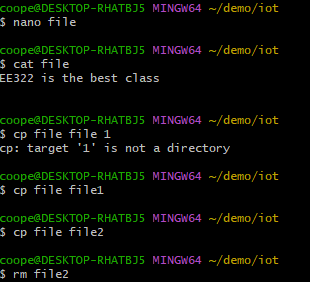 coope@DESKTOP-RHATBJ5 MINGW64 ~/demo/iot
$ nano file
coope@DESKTOP-RHATBJ5 MINGW64 ~/demo/iot
$ cat file
EE322 is the best class
coope@DESKTOP-RHATBJ5 MINGW64 ~/demo/iot
$ cp file file 1
cp: target '1' is not a directory
coope@DESKTOP-RHATBJ5 MINGW64 ~/demo/iot
$ cp file file1
coope@DESKTOP-RHATBJ5 MINGW64 ~/demo/iot
$ cp file file2
coope@DESKTOP-RHATBJ5 MINGW64 ~/demo/iot
$ rm file2